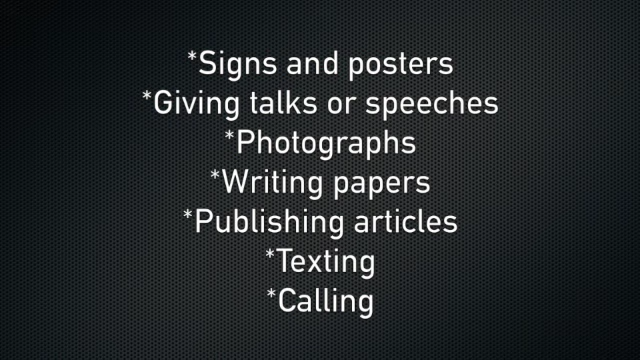 *Signs and posters
*Giving talks or speeches
*Photographs
*Writing papers
*Publishing articles
*Texting
*Calling